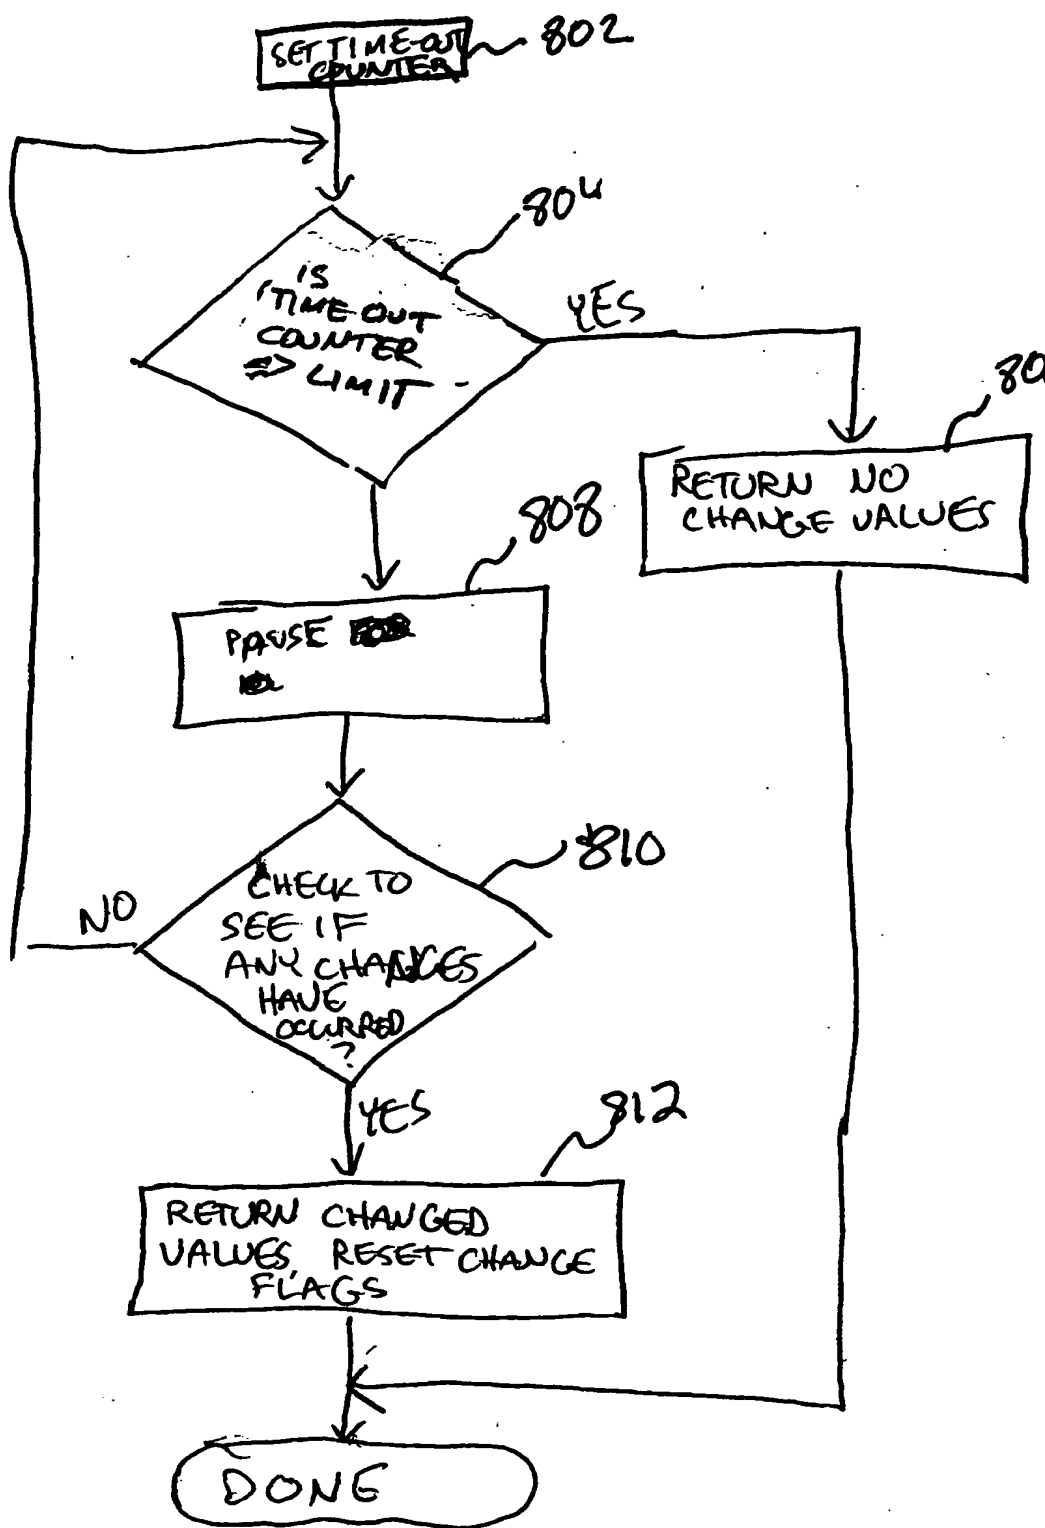 SET TIME-OUT
COUNTER
802
804
IS
TIME OUT
COUNTER
=> LIMIT
YES
80
RETURN NO
CHANGE VALUES
808
PAUSE
810
CHECK TO
SEE IF
ANY CHANGES
HAVE
OCCURRED
?
NO
YES
812
RETURN CHANGED
VALUES, RESET CHANGE
FLAGS
DONE